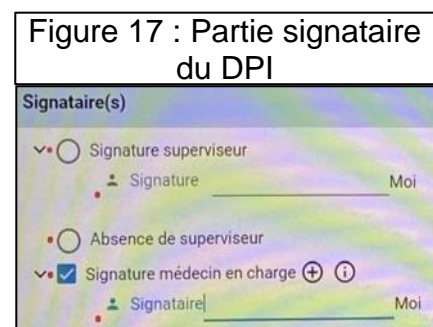 Figure 17 : Partie signataire
du DPI
Signataire(s)
Signature superviseur
Signature Moi
Absence de superviseur
Signature médecin en charge
Signataire Moi